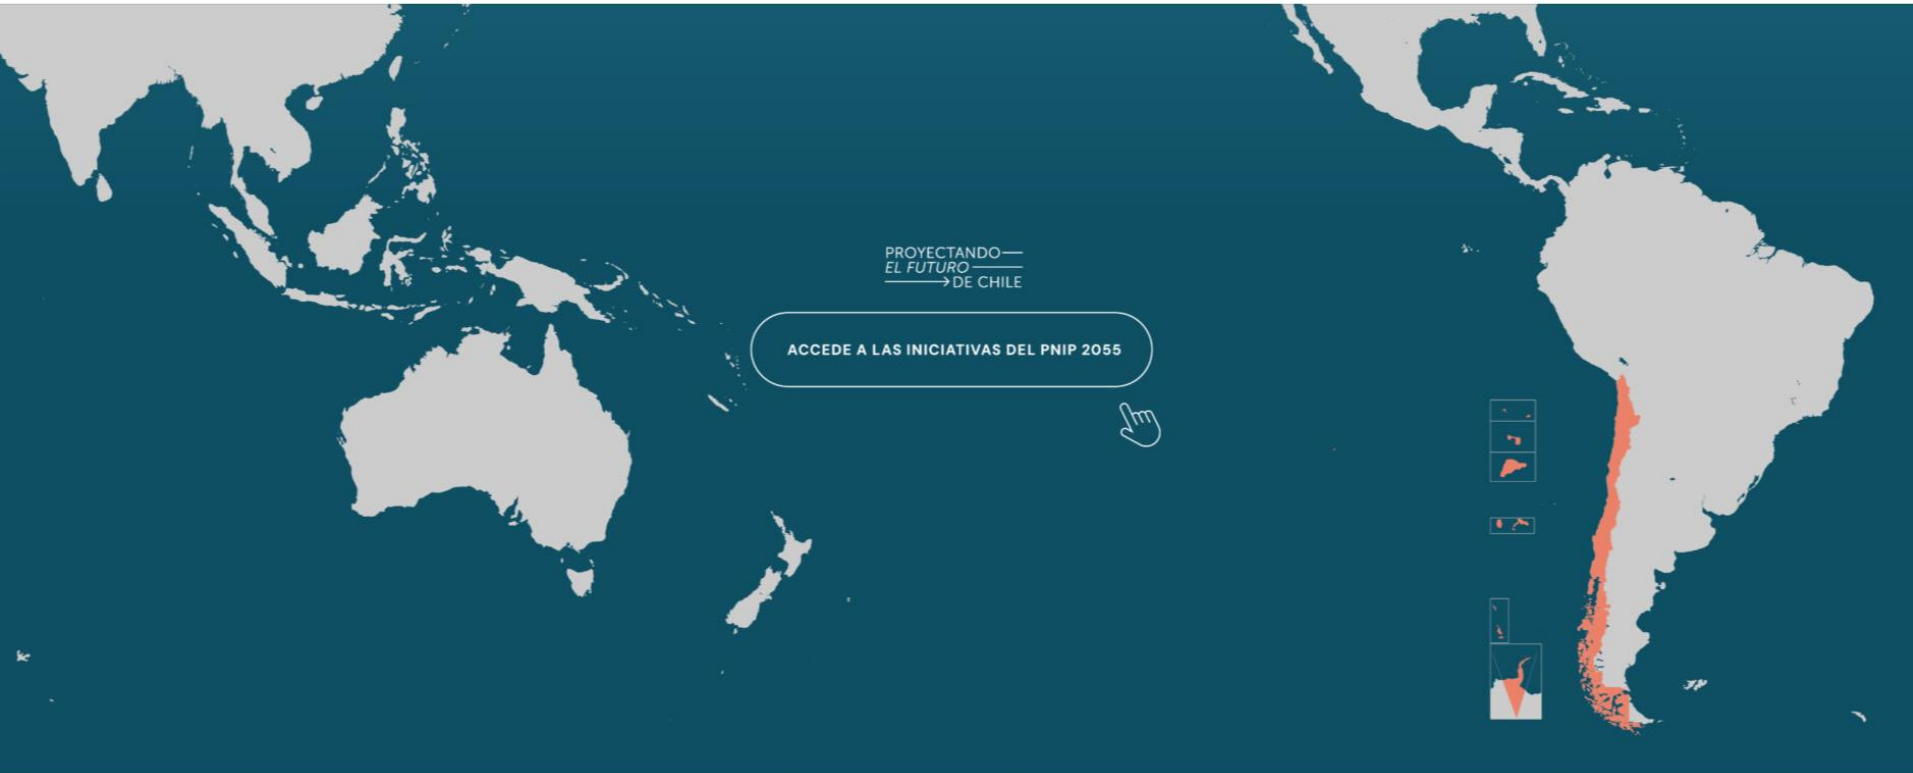 PROYECTANDO
EL FUTURO
DE CHILE
ACCEDE A LAS INICIATIVAS DEL PNIP 2055